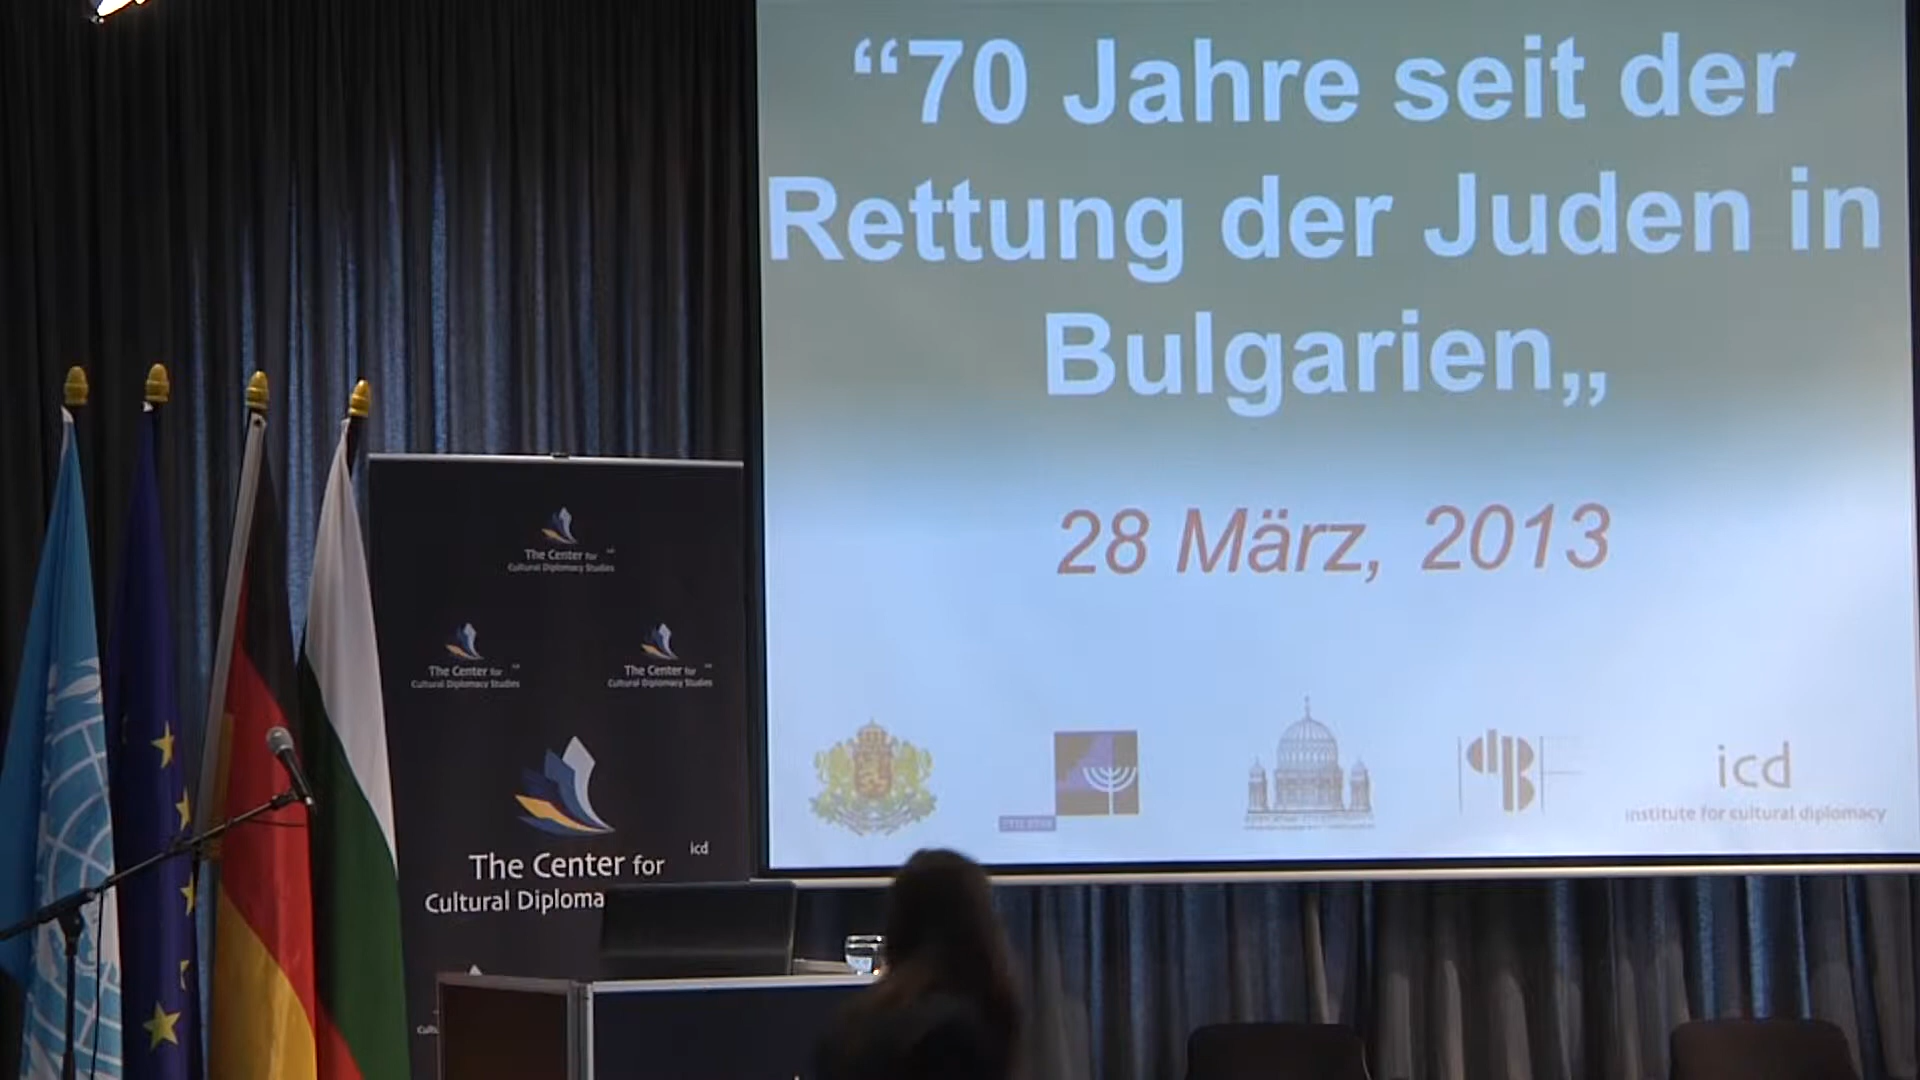 “70 Jahre seit der
Rettung der Juden in
Bulgarien„
28 März, 2013
icd
institute for cultural diplomacy
The Center for
Cultural Diplomacy Studies
The Center for
Cultural Diplomacy Studies
The Center for
Cultural Diplomacy Studies
icd
The Center for
Cultural Diploma